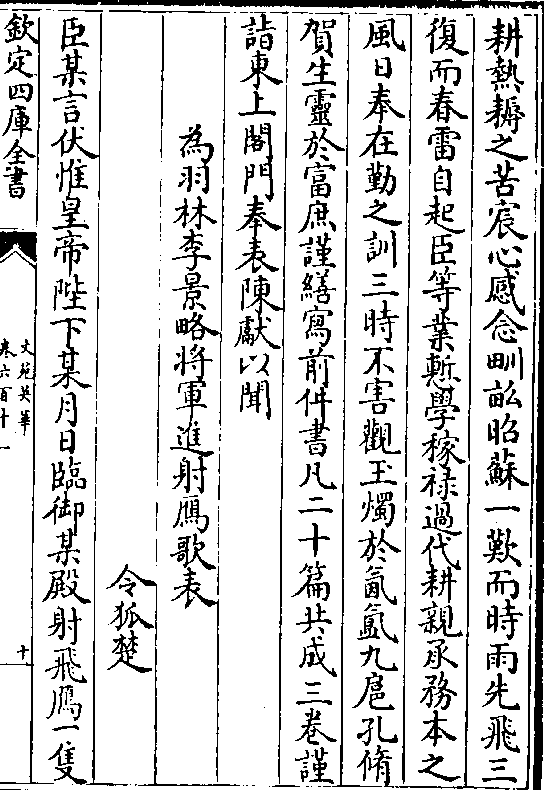 耕熱耨之苦宸心感念畎畝昭蘇一歎而時雨先飛三
復而春雷自起臣等業慙學稼禄過代耕親承務本之
風日奉在勤之訓三時不害觀玉燭於氤氲九扈孔脩
賀生靈於富庶謹繕寫前件書凡二十篇共成三巻謹
詣東上閤門奉表陳獻以聞
為羽林李景略將軍進射鴈歌表
令狐楚
臣某言伏惟皇帝陛下某月日臨御某殿射飛鴈一隻
欽定四庫全書
文苑英華
巻六百十一
十